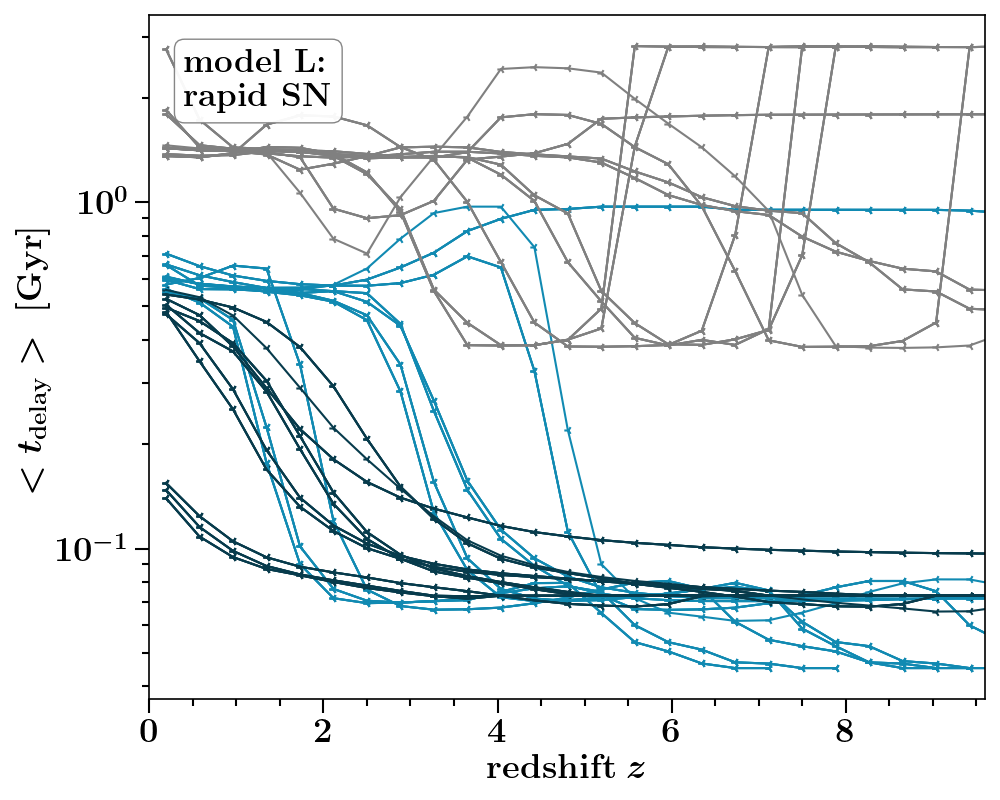 model L:
rapid SN
10⁰
10⁻¹
< t_delay > [Gyr]
0 2 4 6 8
redshift z